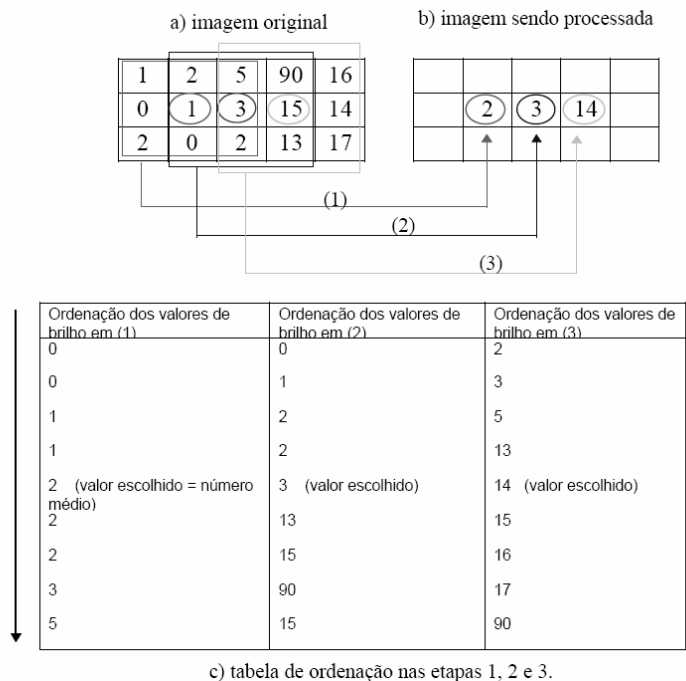 a) imagem original
b) imagem sendo processada
1 2 5 90 16
0 1 3 15 14
2 0 2 13 17
2 3 14
(1)
(2)
(3)
Ordenação dos valores de
brilho em (1)
0
0
1
1
2 (valor escolhido = número
médio)
2
2
3
5
Ordenação dos valores de
brilho em (2)
0
1
2
2
3 (valor escolhido)
13
15
90
15
Ordenação dos valores de
brilho em (3)
2
3
5
13
14 (valor escolhido)
15
16
17
90
c) tabela de ordenação nas etapas 1, 2 e 3.